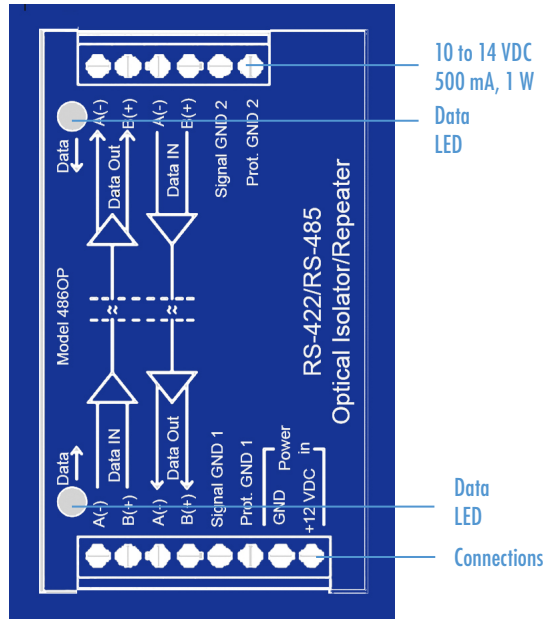 10 to 14 VDC
500 mA, 1 W
Data
LED
A(-)
B(+)
A(-)
B(+)
Signal GND 2
Prot. GND 2
Data
Data Out
Data IN
Model 486OP
≈
≈
RS-422/RS-485
Optical Isolator/Repeater
Data
Data IN
Data Out
A(-)
B(+)
A(-)
B(+)
Signal GND 1
Prot. GND 1
GND
+12 VDC
Power
in
Data
LED
Connections